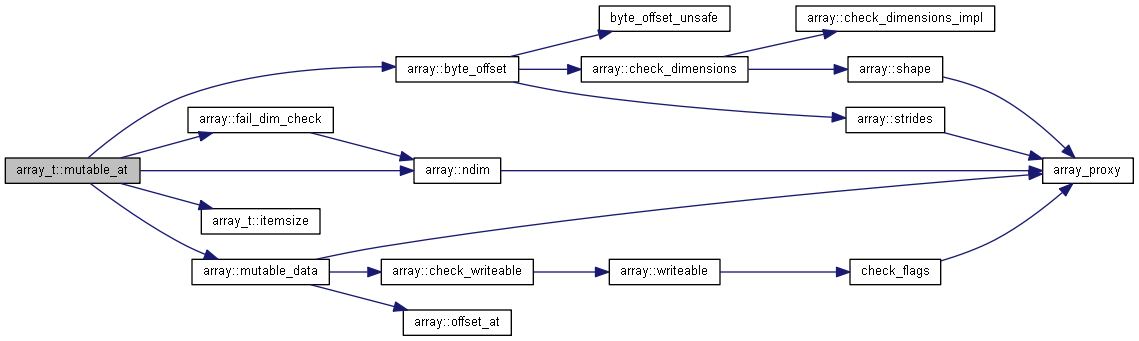 byte_offset_unsafe
array::check_dimensions_impl
array::byte_offset
array::check_dimensions
array::shape
array::fail_dim_check
array::strides
array_t::mutable_at
array::ndim
array_proxy
array_t::itemsize
array::mutable_data
array::check_writeable
array::writeable
check_flags
array::offset_at